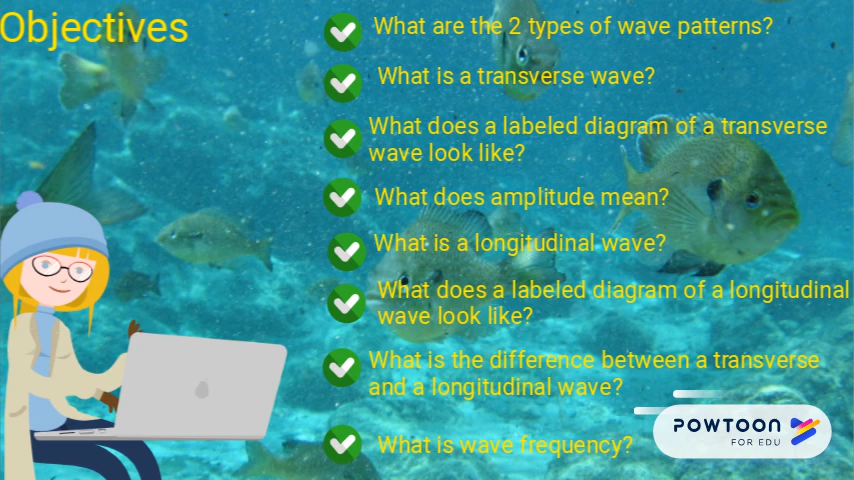 Objectives
What are the 2 types of wave patterns?
What is a transverse wave?
What does a labeled diagram of a transverse
wave look like?
What does amplitude mean?
What is a longitudinal wave?
What does a labeled diagram of a longitudinal
wave look like?
What is the difference between a transverse
and a longitudinal wave?
What is wave frequency?
POWTOON
FOR EDU